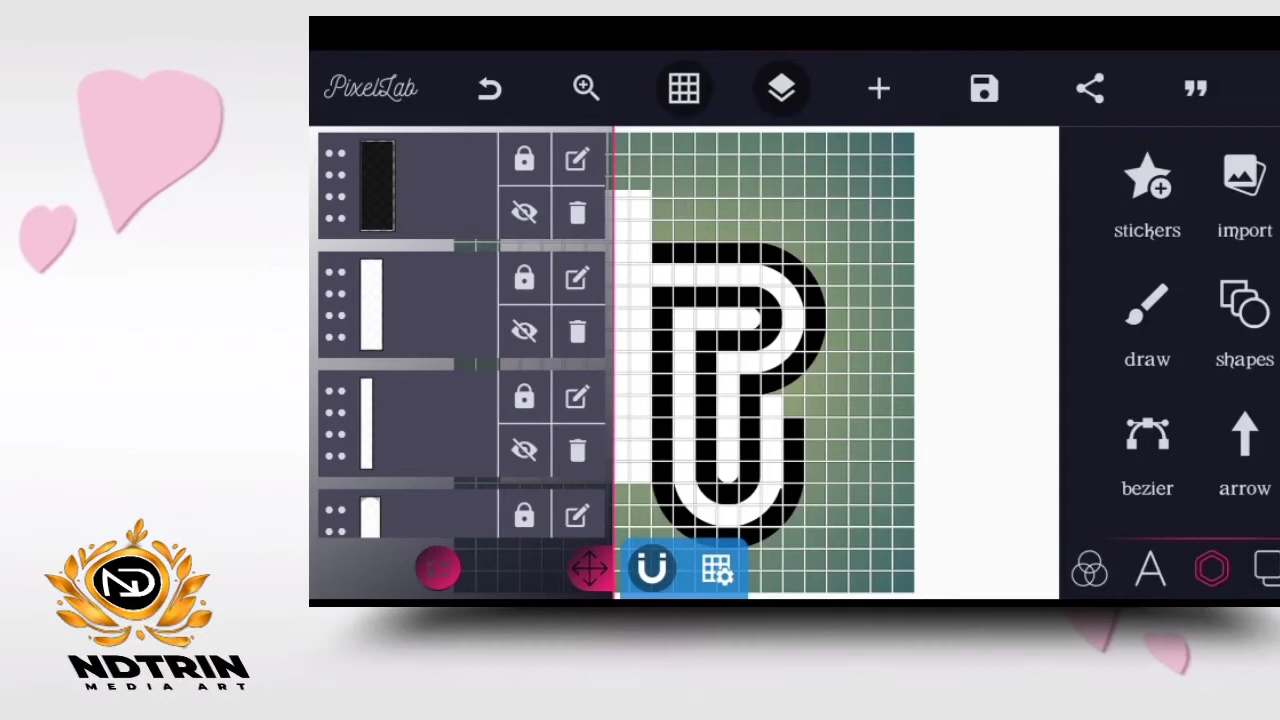 PixelLab
stickers
import
draw
shapes
bezier
arrow
ND
NDTRIN
MEDIA ART